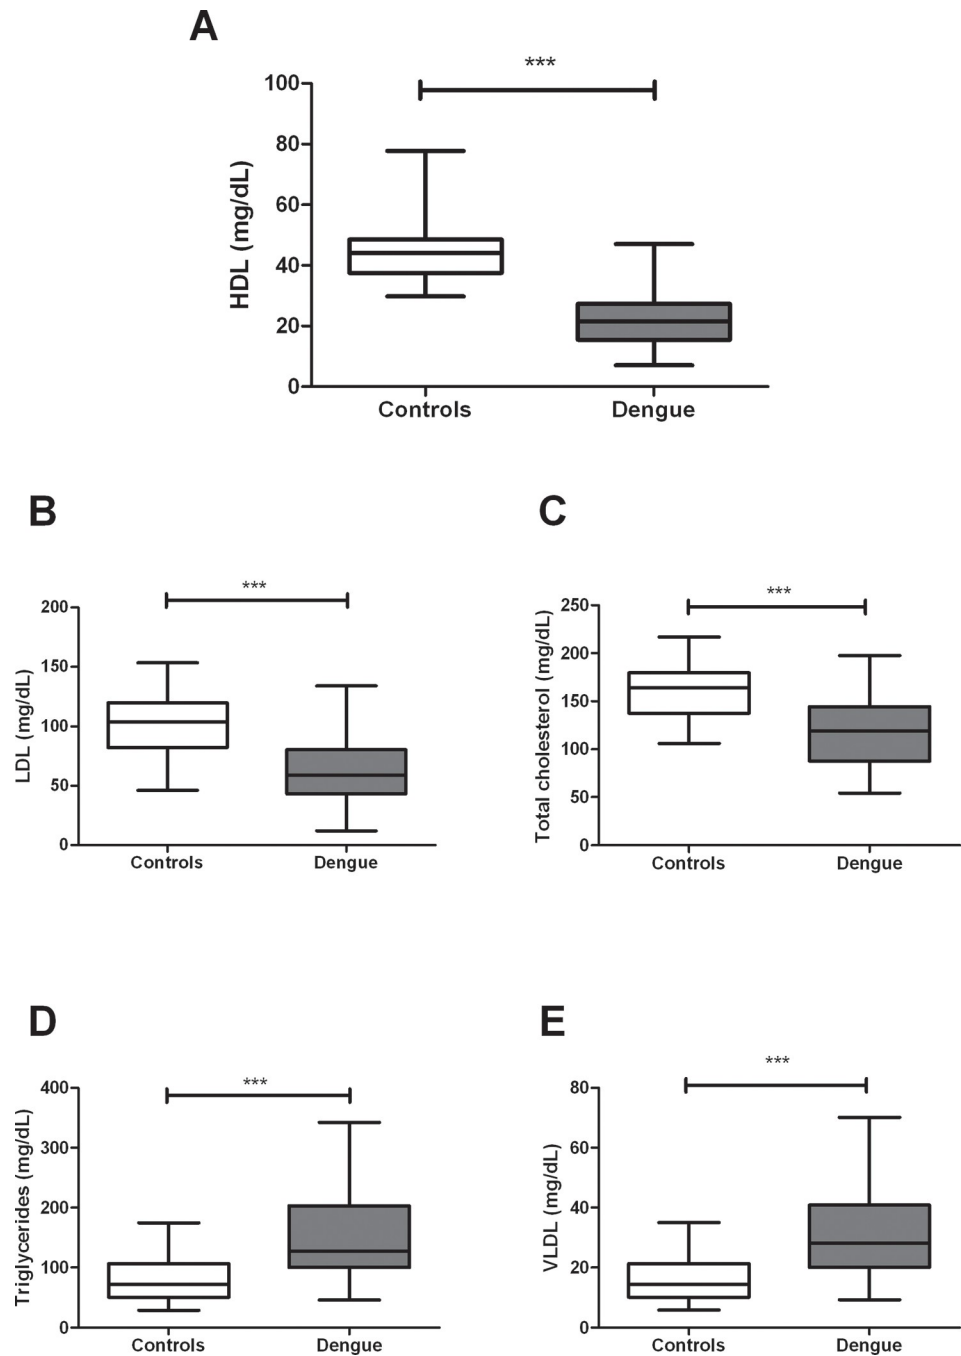 A
***
HDL (mg/dL)
100
80
60
40
20
0
Controls Dengue
B
***
LDL (mg/dL)
200
150
100
50
0
Controls Dengue
C
***
Total cholesterol (mg/dL)
250
200
150
100
50
0
Controls Dengue
D
***
Triglycerides (mg/dL)
400
300
200
100
0
Controls Dengue
E
***
VLDL (mg/dL)
80
60
40
20
0
Controls Dengue